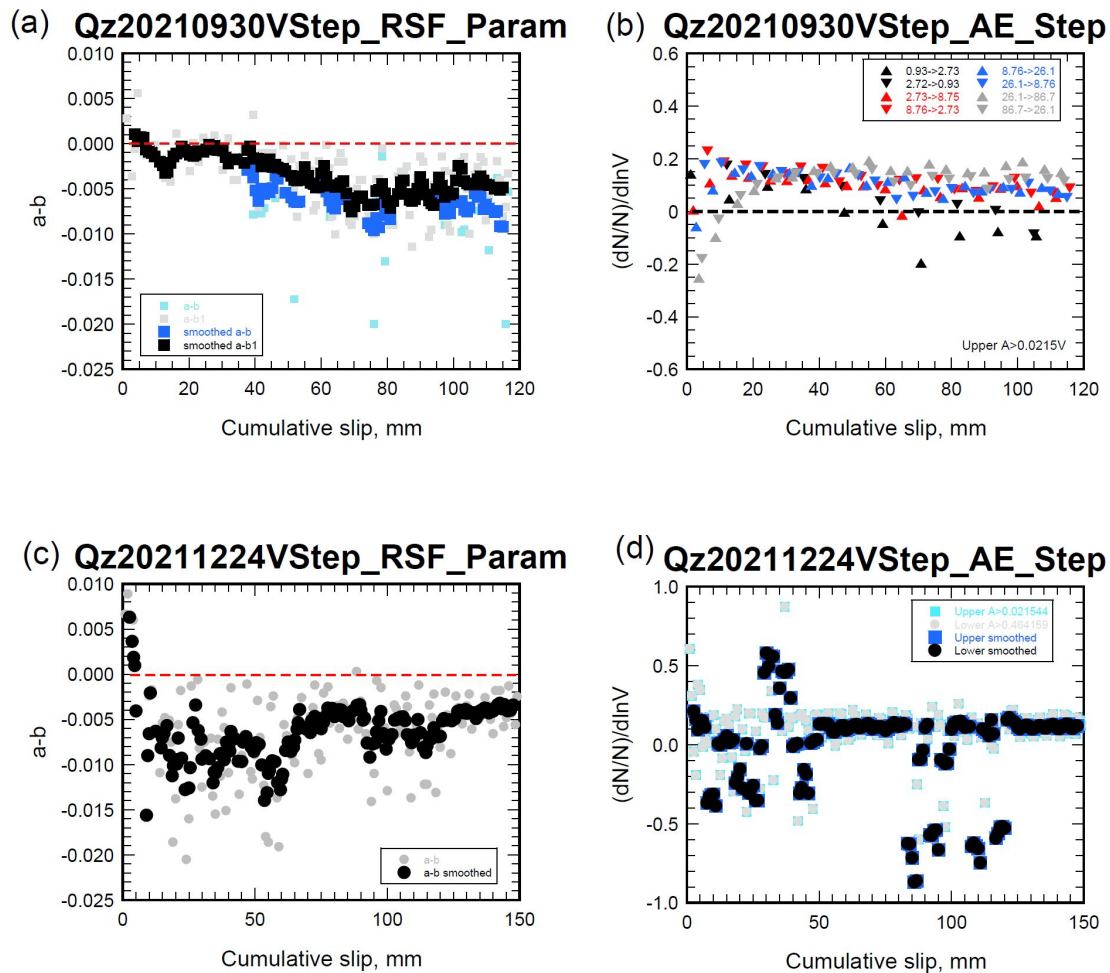 (a) Qz20210930VStep_RSF_Param
0.010
0.005
0.000
-0.005
-0.010
-0.015
-0.020
-0.025
a-b
a-b
a-b1
smoothed a-b
smoothed a-b1
0 20 40 60 80 100 120
Cumulative slip, mm
(b) Qz20210930VStep_AE_Step
0.6
0.4
0.2
0
-0.2
-0.4
-0.6
(dN/N)/dlnV
0.93->2.73 8.76->26.1
2.72->0.93 26.1->8.76
2.73->8.75 26.1->86.7
8.76->2.73 86.7->26.1
Upper A>0.0215V
0 20 40 60 80 100 120
Cumulative slip, mm
(c) Qz20211224VStep_RSF_Param
0.010
0.005
0.000
-0.005
-0.010
-0.015
-0.020
-0.025
a-b
a-b
a-b smoothed
0 50 100 150
Cumulative slip, mm
(d) Qz20211224VStep_AE_Step
1.0
0.5
0.0
-0.5
-1.0
(dN/N)/dlnV
Upper A>0.021544
Lower A>0.464159
Upper smoothed
Lower smoothed
0 50 100 150
Cumulative slip, mm